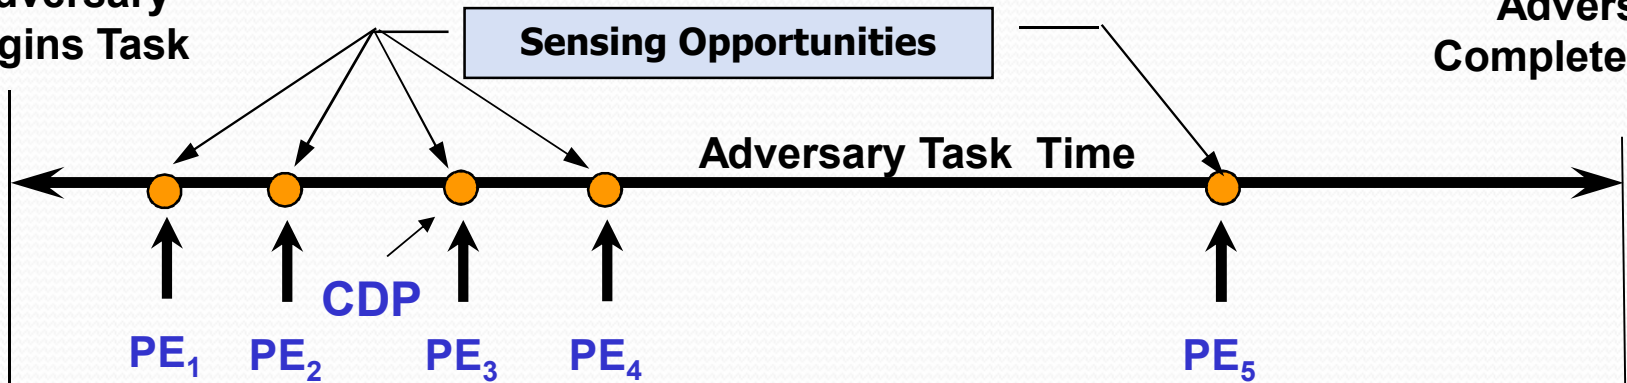 Sensing Opportunities
gins Task
Complete
Adversary Task  Time
CDP
PE₁ PE₂ PE₃ PE₄ PE₅